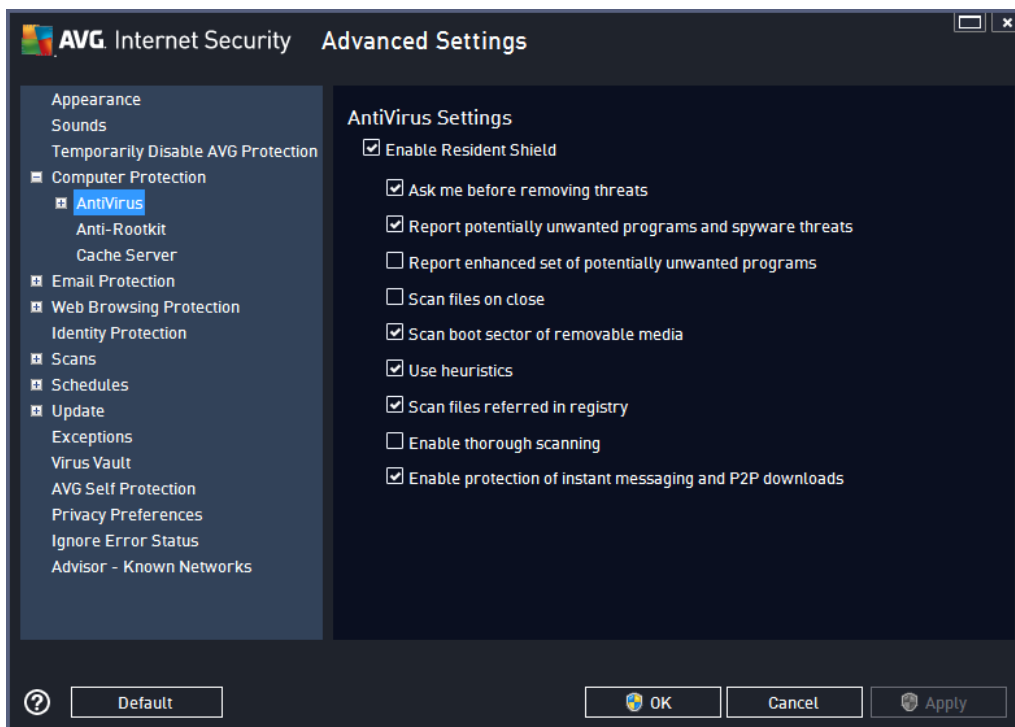 AVG. Internet Security Advanced Settings
Appearance
Sounds
Temporarily Disable AVG Protection
Computer Protection
AntiVirus
Anti-Rootkit
Cache Server
Email Protection
Web Browsing Protection
Identity Protection
Scans
Schedules
Update
Exceptions
Virus Vault
AVG Self Protection
Privacy Preferences
Ignore Error Status
Advisor - Known Networks
AntiVirus Settings
Enable Resident Shield
Ask me before removing threats
Report potentially unwanted programs and spyware threats
Report enhanced set of potentially unwanted programs
Scan files on close
Scan boot sector of removable media
Use heuristics
Scan files referred in registry
Enable thorough scanning
Enable protection of instant messaging and P2P downloads
? Default OK Cancel Apply